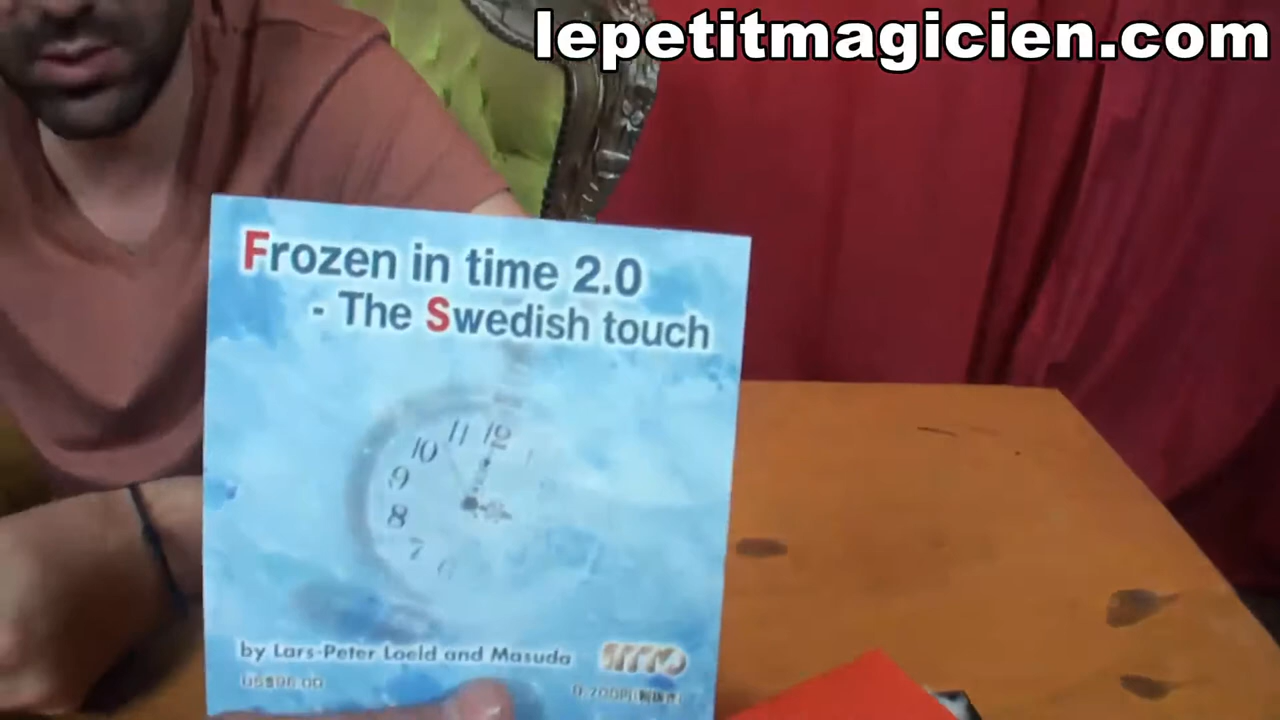 lepetitmagicien.com
Frozen in time 2.0
- The Swedish touch
11 12
10
9
8
7
by Lars-Peter Loeld and Masuda